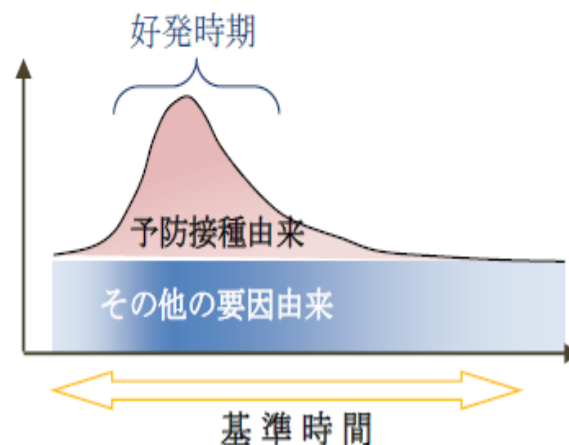 好発時期
予防接種由来
その他の要因由来
基準時間